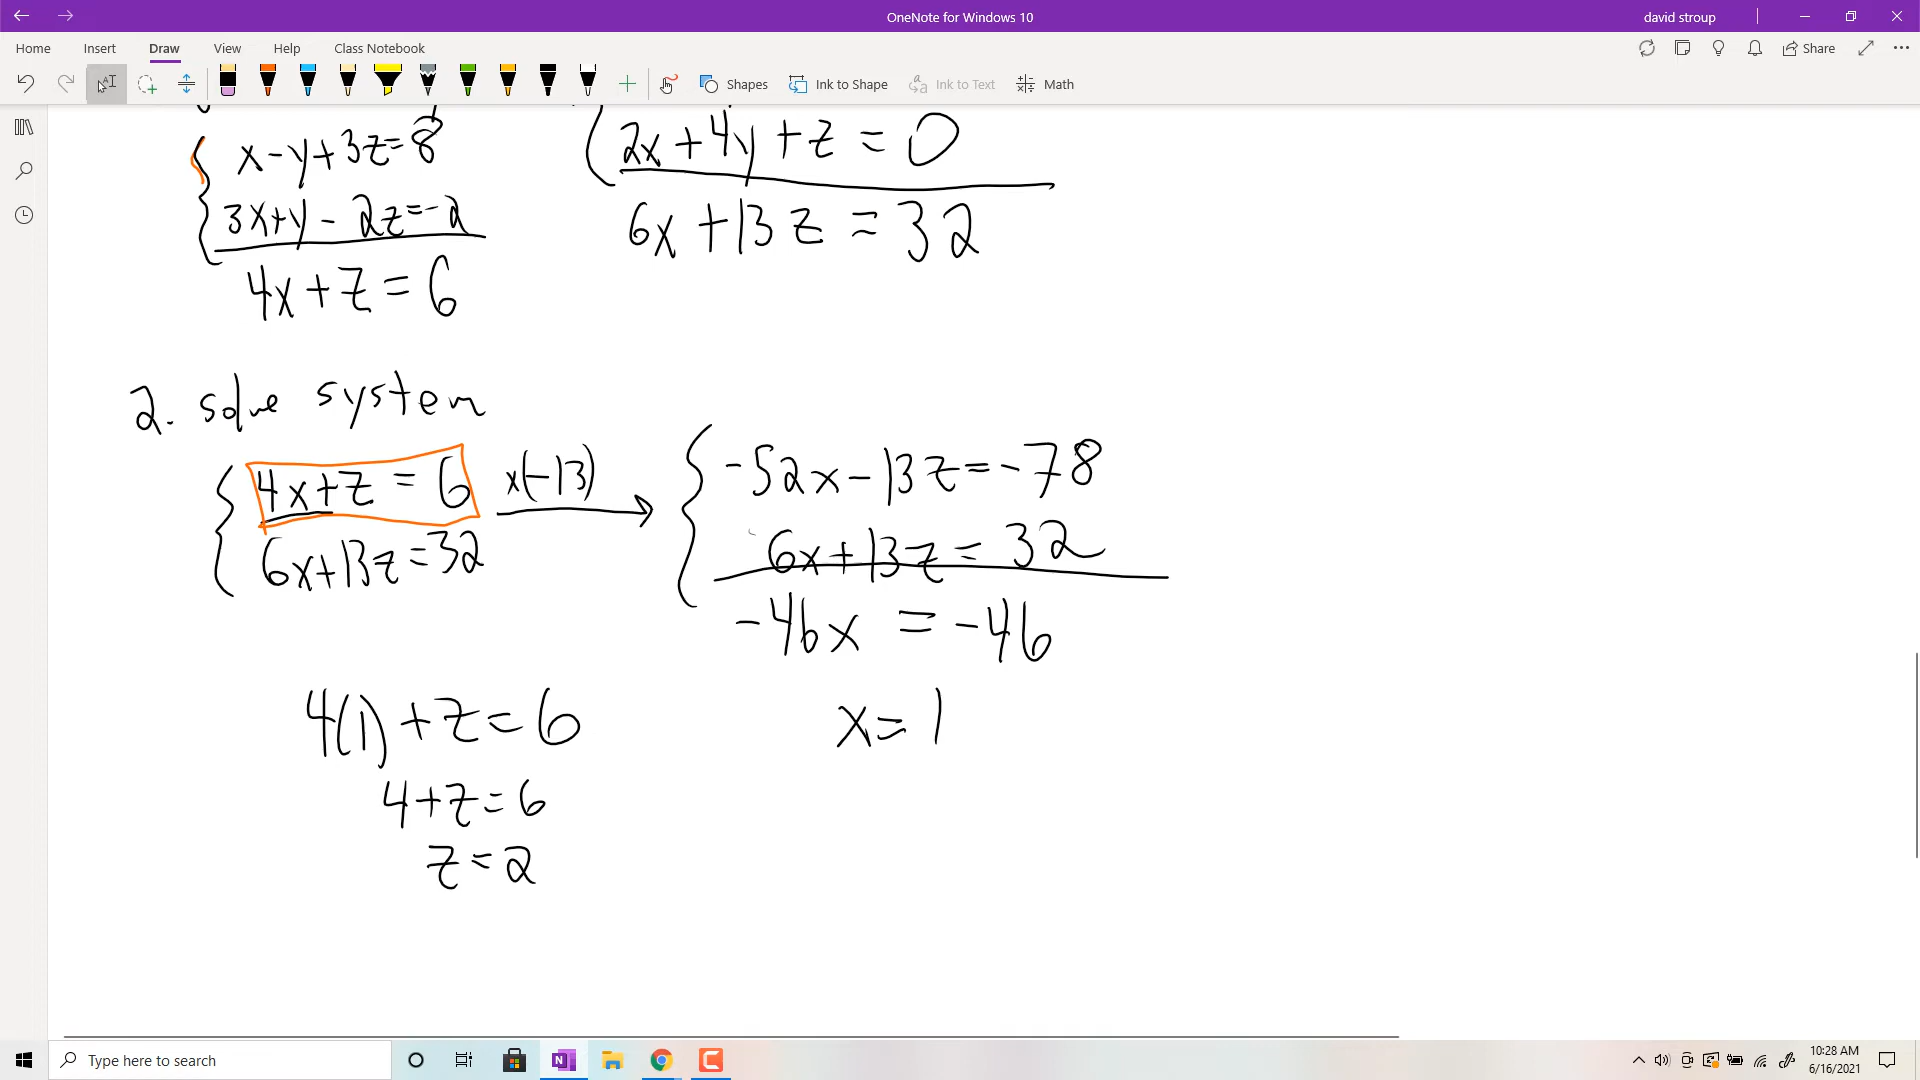 OneNote for Windows 10
david stroup
Home Insert Draw View Help Class Notebook
Share
Shapes Ink to Shape Ink to Text Math
x-y+3z=8
3x+y-2z=-2
4x+z=6
2x+4y+z=0
6x+13z=32
2. solve system
4x+z=6
6x+13z=32
x(-13)
-52x-13z=-78
6x+13z=32
-46x=-46
x=1
4(1)+z=6
4+z=6
z=2
Type here to search
10:28 AM
6/16/2021